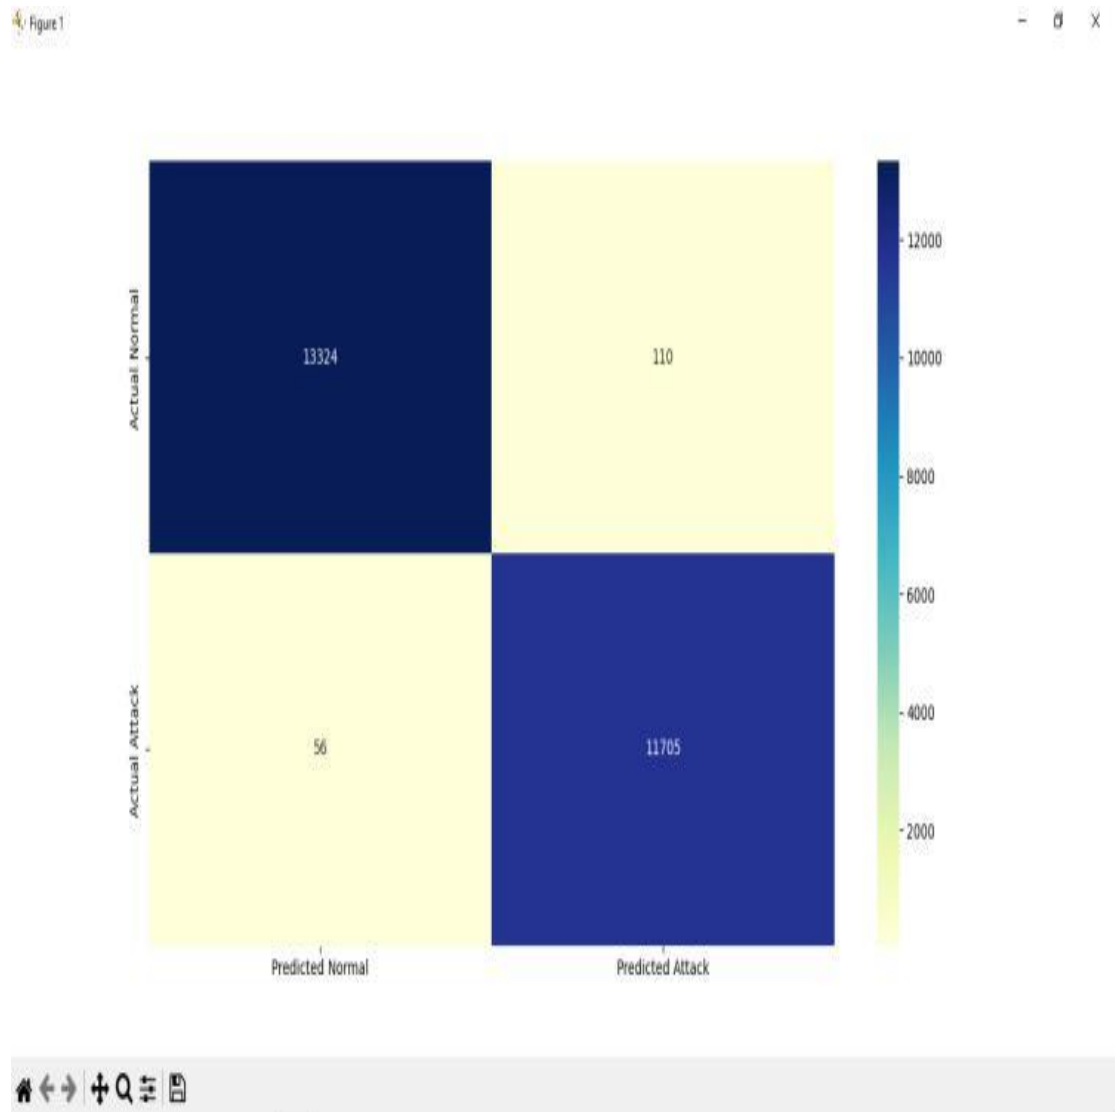 Figure 1
Actual Normal
13324
110
12000
10000
8000
6000
4000
2000
Actual Attack
56
11705
Predicted Normal
Predicted Attack